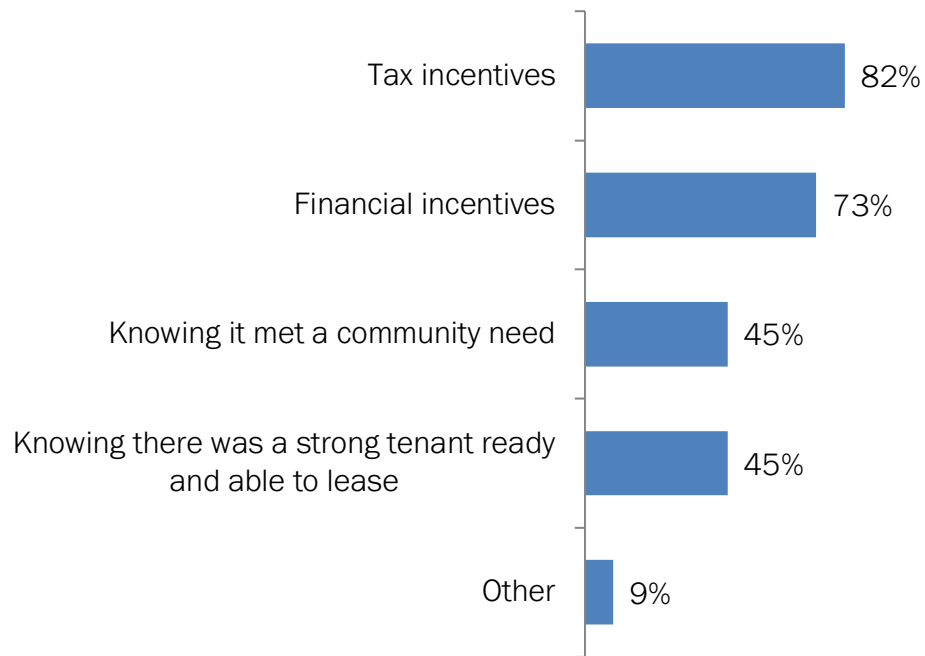 Tax incentives
82%
Financial incentives
73%
Knowing it met a community need
45%
Knowing there was a strong tenant ready
and able to lease
45%
Other
9%